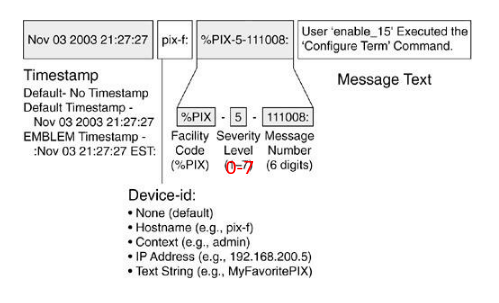 Nov 03 2003 21:27:27 pix-f: %PIX-5-111008: User 'enable_15' Executed the
'Configure Term' Command.
Timestamp
Default- No Timestamp
Default Timestamp -
Nov 03 2003 21:27:27
EMBLEM Timestamp -
:Nov 03 21:27:27 EST:
Message Text
%PIX - 5 - 111008:
Facility Severity Message
Code Level Number
(%PIX) 0-7 (6 digits)
Device-id:
• None (default)
• Hostname (e.g., pix-f)
• Context (e.g., admin)
• IP Address (e.g., 192.168.200.5)
• Text String (e.g., MyFavoritePIX)